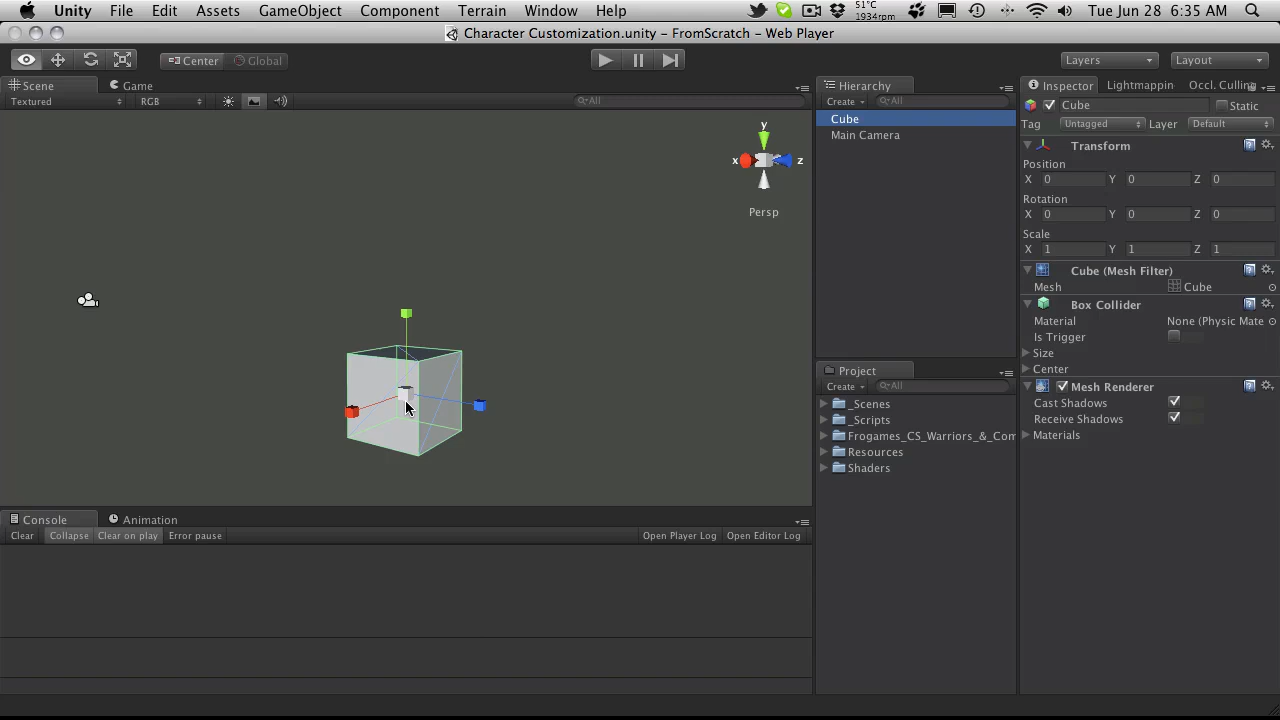 Unity File Edit Assets GameObject Component Terrain Window Help 51°C 1934rpm Tue Jun 28 6:35 AM
Character Customization.unity – FromScratch – Web Player
Center Global Layers Layout
Scene Game
Textured RGB All
y
x z
Persp
Hierarchy
Create All
Cube
Main Camera
Project
Create All
_Scenes
_Scripts
Frogames_CS_Warriors_&_Com
Resources
Shaders
Inspector Lightmappin Occl. Culling
Cube Static
Tag Untagged Layer Default
Transform
Position
X 0 Y 0 Z 0
Rotation
X 0 Y 0 Z 0
Scale
X 1 Y 1 Z 1
Cube (Mesh Filter)
Mesh Cube
Box Collider
Material None (Physic Mate
Is Trigger
Size
Center
Mesh Renderer
Cast Shadows
Receive Shadows
Materials
Console Animation
Clear Collapse Clear on play Error pause Open Player Log Open Editor Log